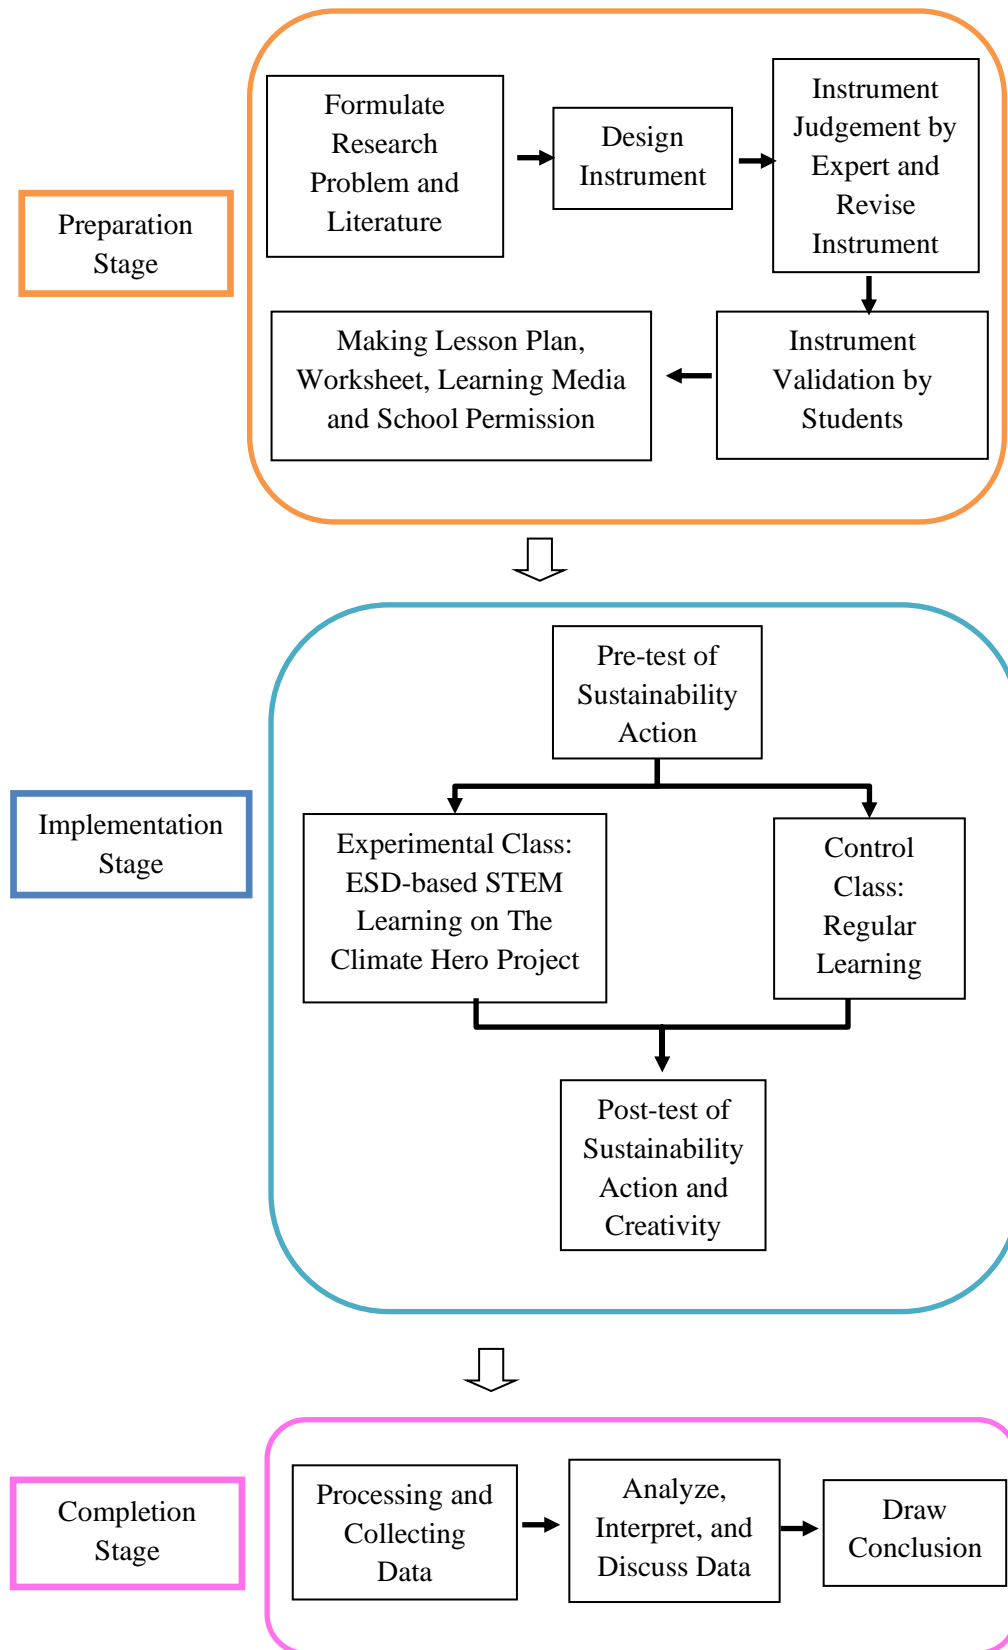 Preparation
Stage
Formulate
Research
Problem and
Literature
Design
Instrument
Instrument
Judgement by
Expert and
Revise
Instrument
Instrument
Validation by
Students
Making Lesson Plan,
Worksheet, Learning Media
and School Permission
Implementation
Stage
Pre-test of
Sustainability
Action
Experimental Class:
ESD-based STEM
Learning on The
Climate Hero Project
Control
Class:
Regular
Learning
Post-test of
Sustainability
Action and
Creativity
Completion
Stage
Processing and
Collecting
Data
Analyze,
Interpret, and
Discuss Data
Draw
Conclusion